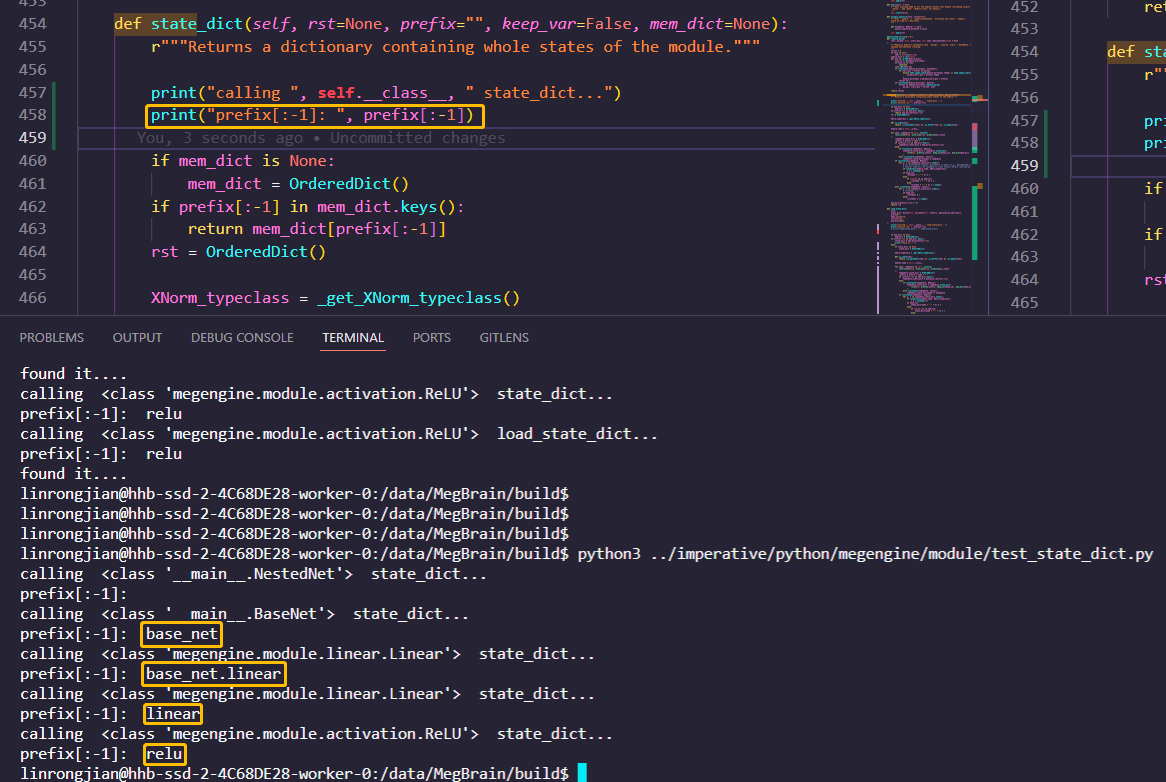 453
454 def state_dict(self, rst=None, prefix="", keep_var=False, mem_dict=None):
455 r"""Returns a dictionary containing whole states of the module."""
456
457 print("calling ", self.__class__, " state_dict...")
458 print("prefix[:-1]: ", prefix[:-1])
459 You, 3 seconds ago • Uncommitted changes
460 if mem_dict is None:
461 mem_dict = OrderedDict()
462 if prefix[:-1] in mem_dict.keys():
463 return mem_dict[prefix[:-1]]
464 rst = OrderedDict()
465
466 XNorm_typeclass = _get_XNorm_typeclass()
452 ret
453
454 def sta
455 r""
456
457 pri
458 pri
459
460 if
461
462 if
463
464 rst
465
PROBLEMS OUTPUT DEBUG CONSOLE TERMINAL PORTS GITLENS
found it....
calling <class 'megengine.module.activation.ReLU'> state_dict...
prefix[:-1]: relu
calling <class 'megengine.module.activation.ReLU'> load_state_dict...
prefix[:-1]: relu
found it....
linrongjian@hhb-ssd-2-4C68DE28-worker-0:/data/MegBrain/build$
linrongjian@hhb-ssd-2-4C68DE28-worker-0:/data/MegBrain/build$
linrongjian@hhb-ssd-2-4C68DE28-worker-0:/data/MegBrain/build$
linrongjian@hhb-ssd-2-4C68DE28-worker-0:/data/MegBrain/build$ python3 ../imperative/python/megengine/module/test_state_dict.py
calling <class '__main__.NestedNet'> state_dict...
prefix[:-1]:
calling <class '__main__.BaseNet'> state_dict...
prefix[:-1]: base_net
calling <class 'megengine.module.linear.Linear'> state_dict...
prefix[:-1]: base_net.linear
calling <class 'megengine.module.linear.Linear'> state_dict...
prefix[:-1]: linear
calling <class 'megengine.module.activation.ReLU'> state_dict...
prefix[:-1]: relu
linrongjian@hhb-ssd-2-4C68DE28-worker-0:/data/MegBrain/build$